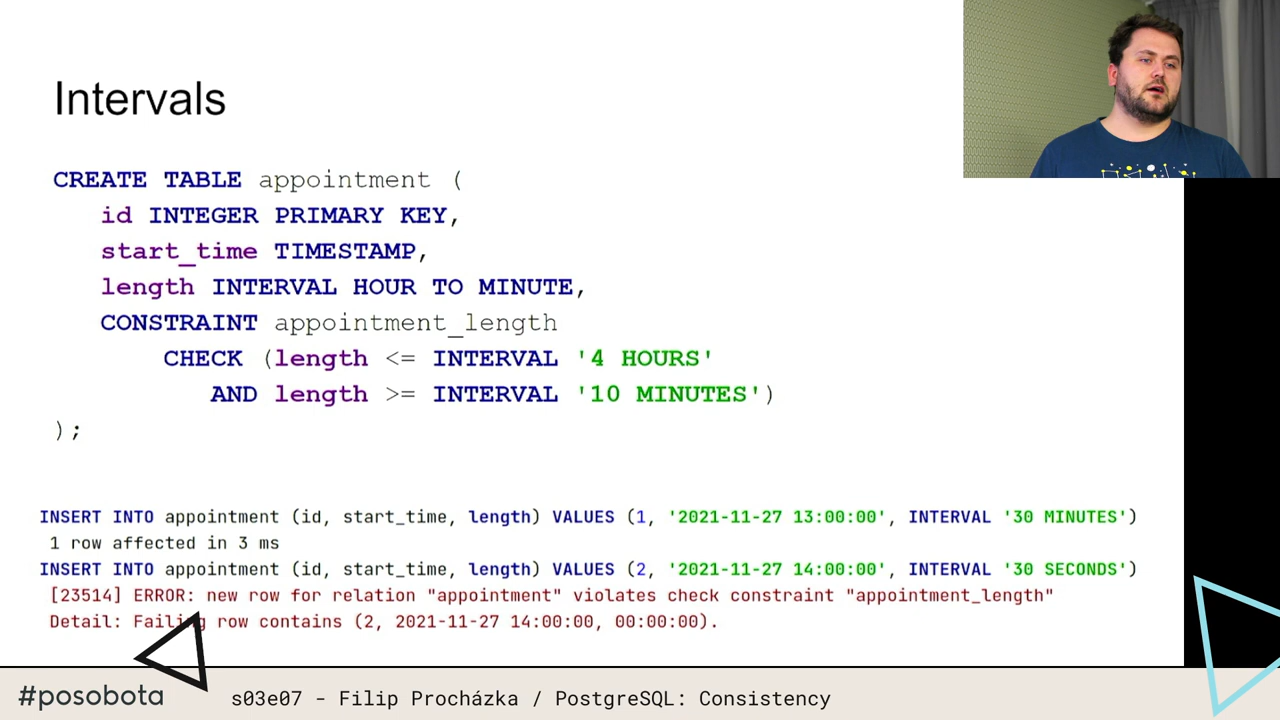 Intervals
CREATE TABLE appointment (
id INTEGER PRIMARY KEY,
start_time TIMESTAMP,
length INTERVAL HOUR TO MINUTE,
CONSTRAINT appointment_length
CHECK (length <= INTERVAL '4 HOURS'
AND length >= INTERVAL '10 MINUTES')
);
INSERT INTO appointment (id, start_time, length) VALUES (1, '2021-11-27 13:00:00', INTERVAL '30 MINUTES')
1 row affected in 3 ms
INSERT INTO appointment (id, start_time, length) VALUES (2, '2021-11-27 14:00:00', INTERVAL '30 SECONDS')
[23514] ERROR: new row for relation "appointment" violates check constraint "appointment_length"
Detail: Failing row contains (2, 2021-11-27 14:00:00, 00:00:00).
#posobota
s03e07 - Filip Procházka / PostgreSQL: Consistency